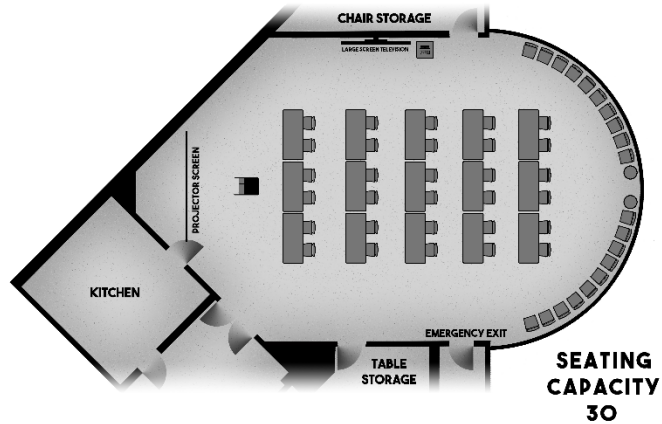 CHAIR STORAGE
LARGE SCREEN TELEVISION
PROJECTOR SCREEN
KITCHEN
EMERGENCY EXIT
TABLE
STORAGE
SEATING
CAPACITY
30